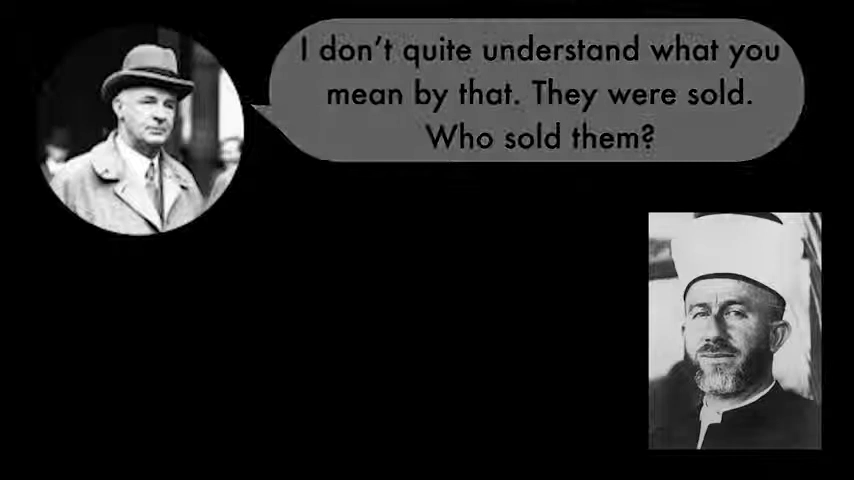 I don't quite understand what you
mean by that. They were sold.
Who sold them?